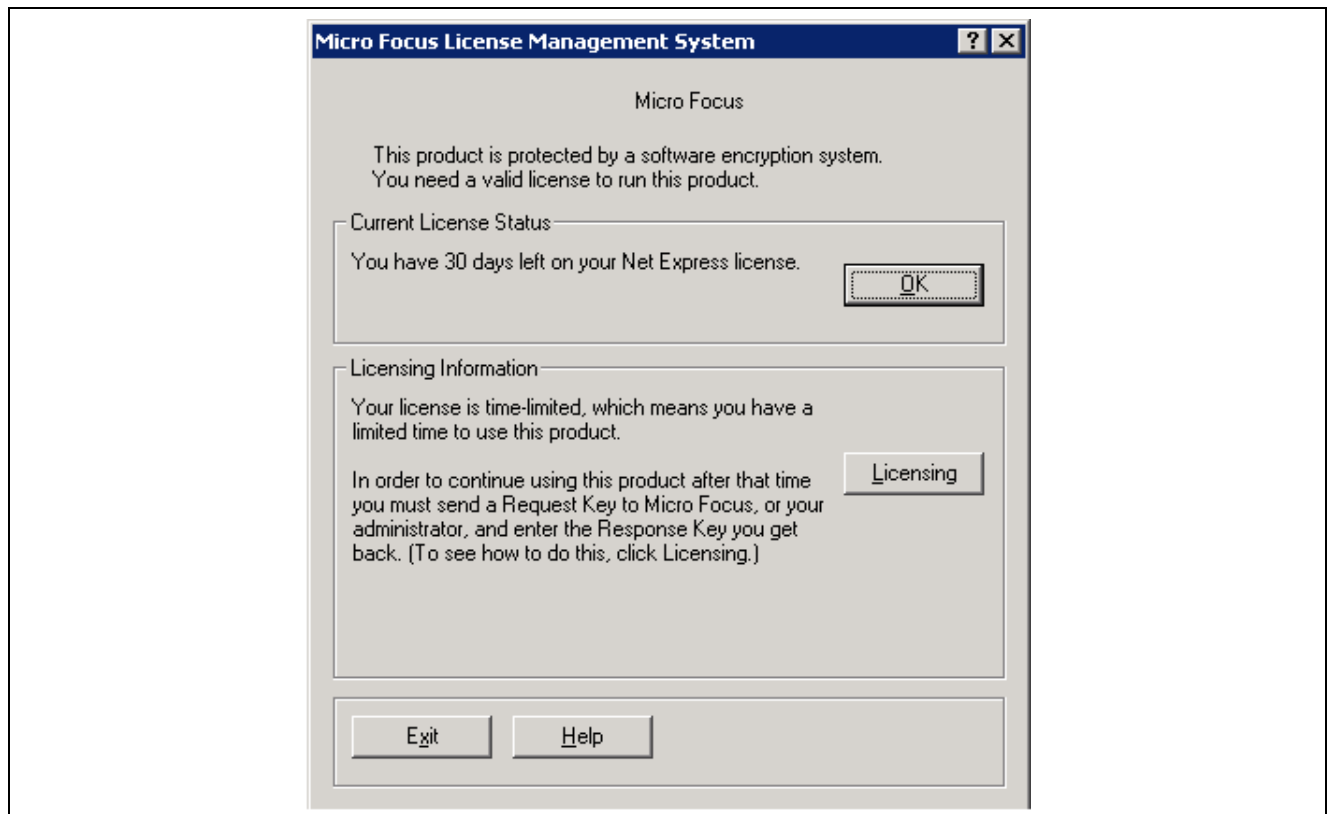 Micro Focus License Management System
Micro Focus
This product is protected by a software encryption system.
You need a valid license to run this product.
Current License Status
You have 30 days left on your Net Express license.
OK
Licensing Information
Your license is time-limited, which means you have a
limited time to use this product.
In order to continue using this product after that time
you must send a Request Key to Micro Focus, or your
administrator, and enter the Response Key you get
back. (To see how to do this, click Licensing.)
Licensing
Exit
Help